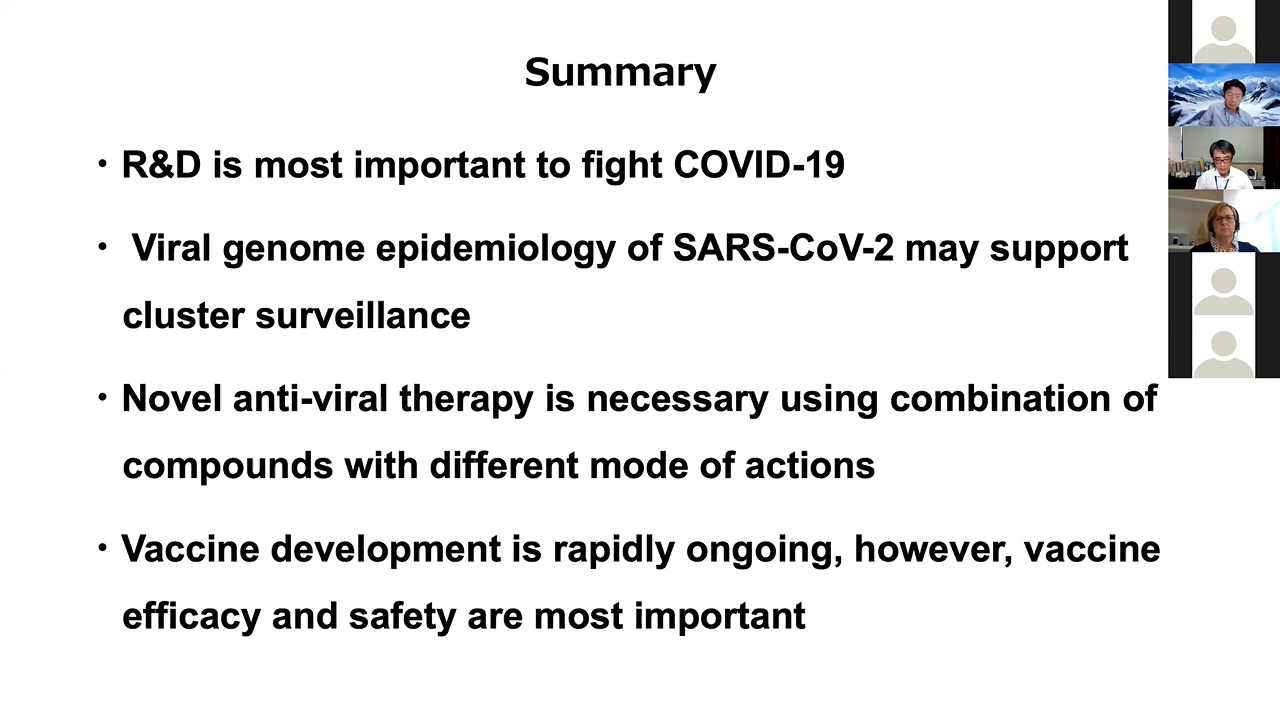 Summary
・R&D is most important to fight COVID-19
・ Viral genome epidemiology of SARS-CoV-2 may support
cluster surveillance
・Novel anti-viral therapy is necessary using combination of
compounds with different mode of actions
・Vaccine development is rapidly ongoing, however, vaccine
efficacy and safety are most important